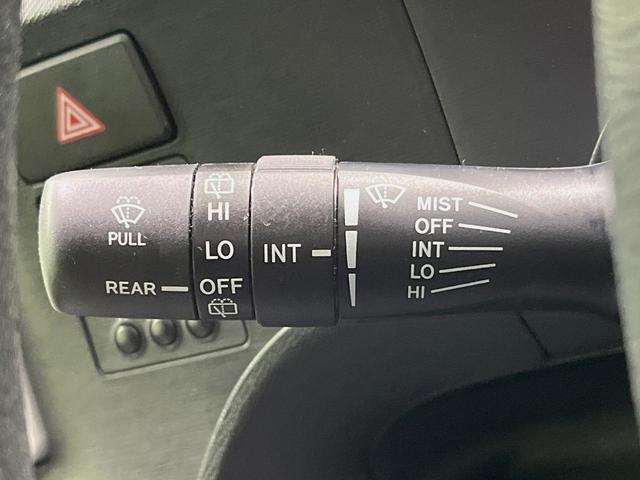 PULL
REAR
HI
LO
OFF
INT
MIST
OFF
INT
LO
HI